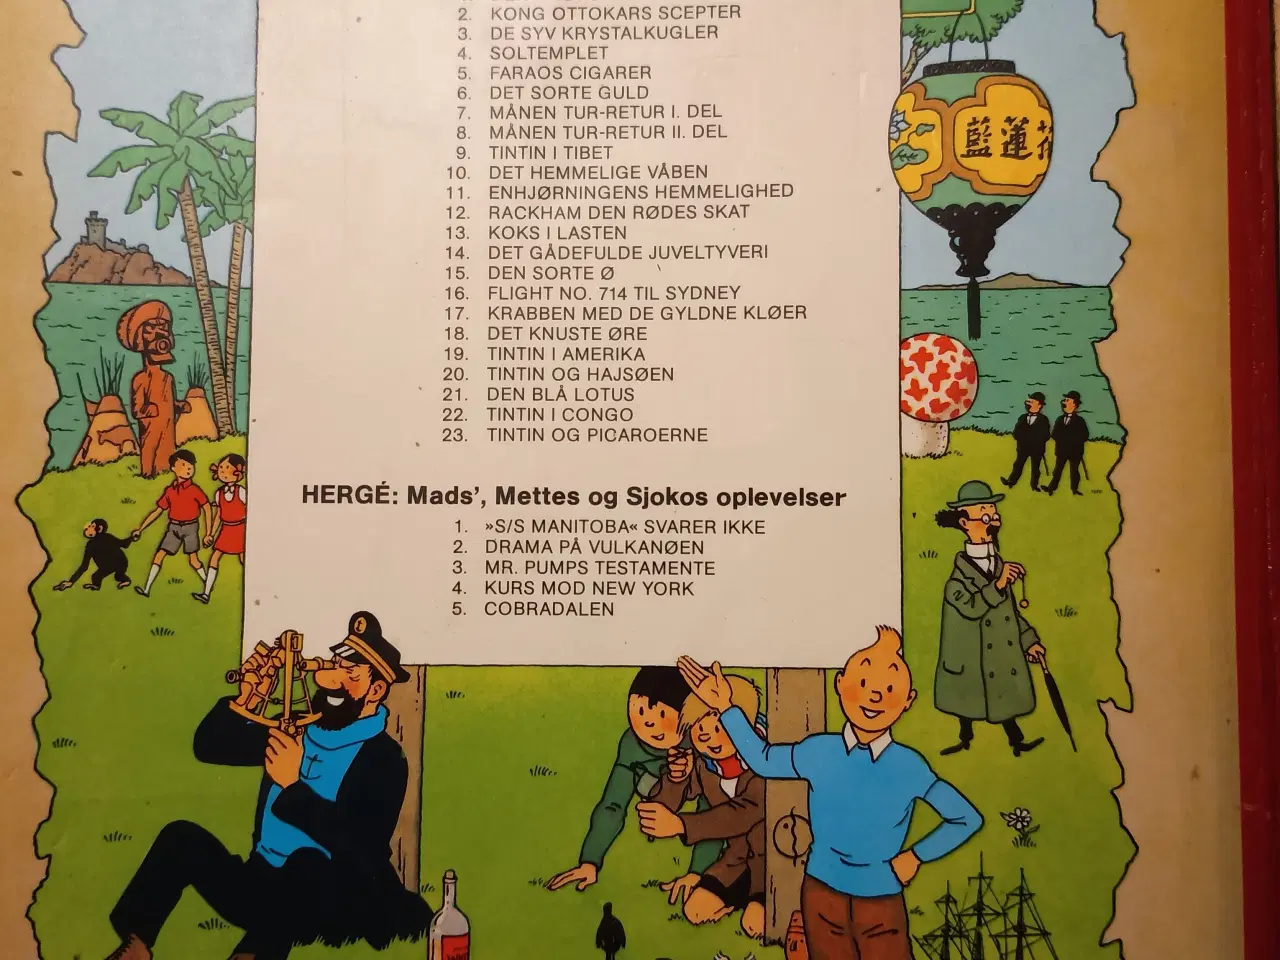 2. KONG OTTOKARS SCEPTER
3. DE SYV KRYSTALKUGLER
4. SOLTEMPLET
5. FARAOS CIGARER
6. DET SORTE GULD
7. MÅNEN TUR-RETUR I. DEL
8. MÅNEN TUR-RETUR II. DEL
9. TINTIN I TIBET
10. DET HEMMELIGE VÅBEN
11. ENHJØRNINGENS HEMMELIGHED
12. RACKHAM DEN RØDES SKAT
13. KOKS I LASTEN
14. DET GÅDEFULDE JUVELTYVERI
15. DEN SORTE Ø
16. FLIGHT NO. 714 TIL SYDNEY
17. KRABBEN MED DE GYLDNE KLØER
18. DET KNUSTE ØRE
19. TINTIN I AMERIKA
20. TINTIN OG HAJSØEN
21. DEN BLÅ LOTUS
22. TINTIN I CONGO
23. TINTIN OG PICAROERNE
HERGÉ: Mads', Mettes og Sjokos oplevelser
1. »S/S MANITOBA« SVARER IKKE
2. DRAMA PÅ VULKANØEN
3. MR. PUMPS TESTAMENTE
4. KURS MOD NEW YORK
5. COBRADALEN
藍蓮花